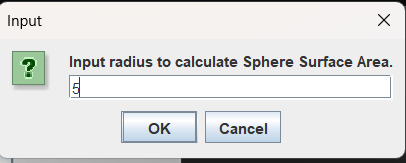 Input
Input radius to calculate Sphere Surface Area.
5
OK Cancel